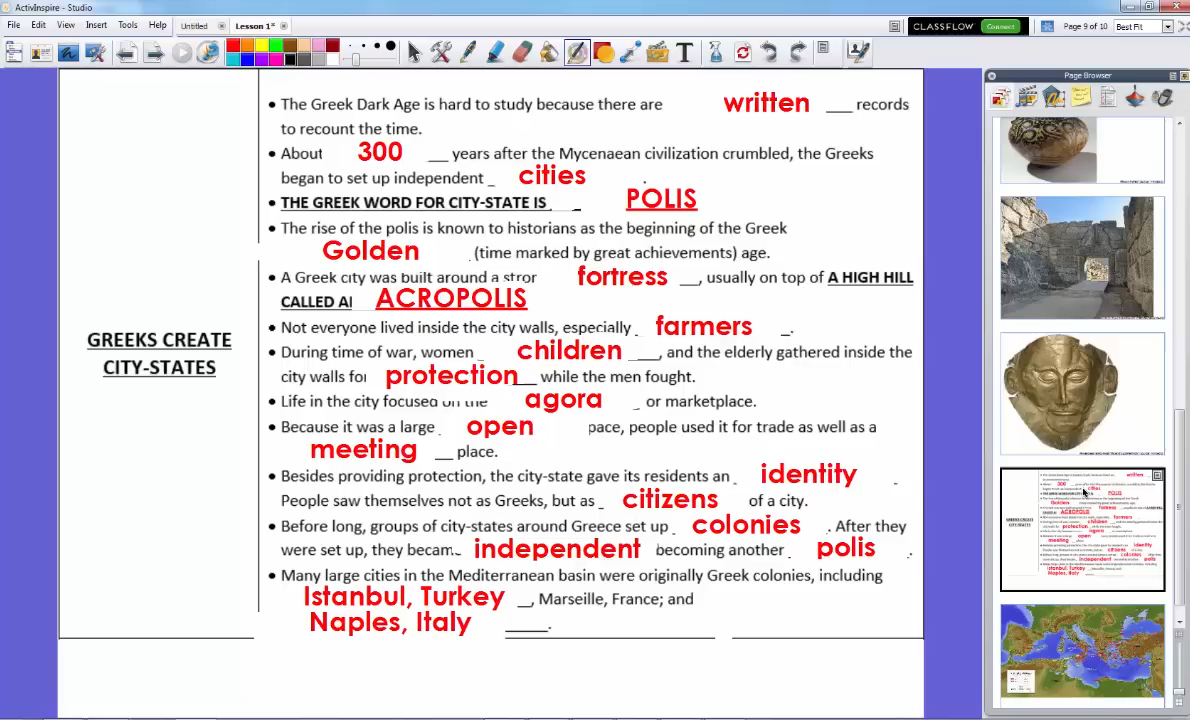 ActivInspire - Studio
File Edit View Insert Tools Help Untitled Lesson 1* CLASSFLOW Connect Page 9 of 10 Best Fit
Page Browser
• The Greek Dark Age is hard to study because there are written ___ records
to recount the time.
• About 300 __ years after the Mycenaean civilization crumbled, the Greeks
began to set up independent _ cities .
• THE GREEK WORD FOR CITY-STATE IS _ POLIS
• The rise of the polis is known to historians as the beginning of the Greek
Golden (time marked by great achievements) age.
• A Greek city was built around a fortress __, usually on top of A HIGH HILL
CALLED ACROPOLIS
• Not everyone lived inside the city walls, especially _ farmers _.
• During time of war, women _ children ___, and the elderly gathered inside the
city walls protection __ while the men fought.
• Life in the city focused on the agora _ or marketplace.
• Because it was a large _ open pace, people used it for trade as well as a
meeting __ place.
• Besides providing protection, the city-state gave its residents an _ identity .
People saw themselves not as Greeks, but as _ citizens of a city.
• Before long groups of city-states around Greece set up colonies . After they
were set up, they became independent becoming another _ polis .
• Many large cities in the Mediterranean basin were originally Greek colonies, including
Istanbul, Turkey __, Marseille, France; and
Naples, Italy _____.
GREEKS CREATE
CITY-STATES